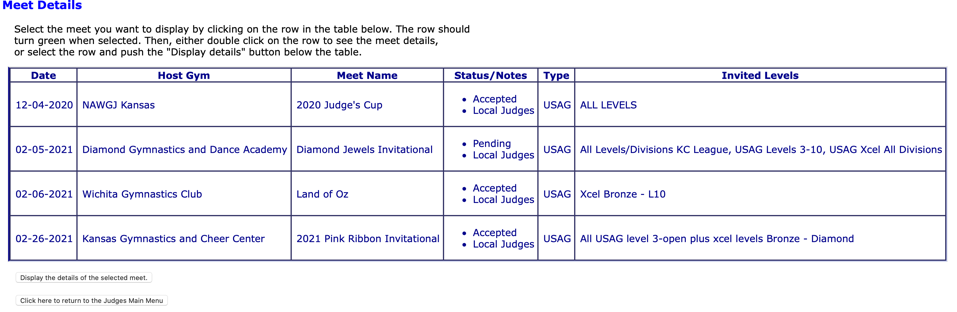 Meet Details
Select the meet you want to display by clicking on the row in the table below. The row should
turn green when selected. Then, either double click on the row to see the meet details,
or select the row and push the "Display details" button below the table.
Date Host Gym Meet Name Status/Notes Type Invited Levels
12-04-2020 NAWGJ Kansas 2020 Judge's Cup • Accepted • Local Judges USAG ALL LEVELS
02-05-2021 Diamond Gymnastics and Dance Academy Diamond Jewels Invitational • Pending • Local Judges USAG All Levels/Divisions KC League, USAG Levels 3-10, USAG Xcel All Divisions
02-06-2021 Wichita Gymnastics Club Land of Oz • Accepted • Local Judges USAG Xcel Bronze - L10
02-26-2021 Kansas Gymnastics and Cheer Center 2021 Pink Ribbon Invitational • Accepted • Local Judges USAG All USAG level 3-open plus xcel levels Bronze - Diamond
Display the details of the selected meet.
Click here to return to the Judges Main Menu